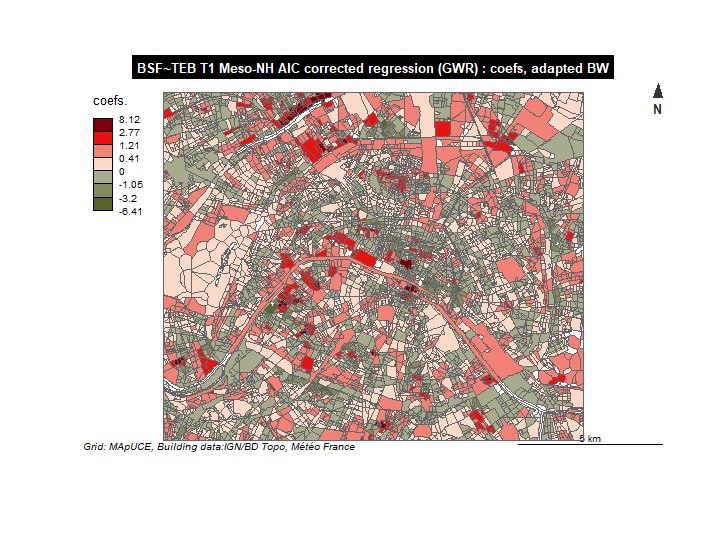 BSF~TEB T1 Meso-NH AIC corrected regression (GWR) : coefs, adapted BW
N
coefs.
8.12
2.77
1.21
0.41
0
-1.05
-3.2
-6.41
5 km
Grid: MApUCE, Building data:IGN/BD Topo, Météo France